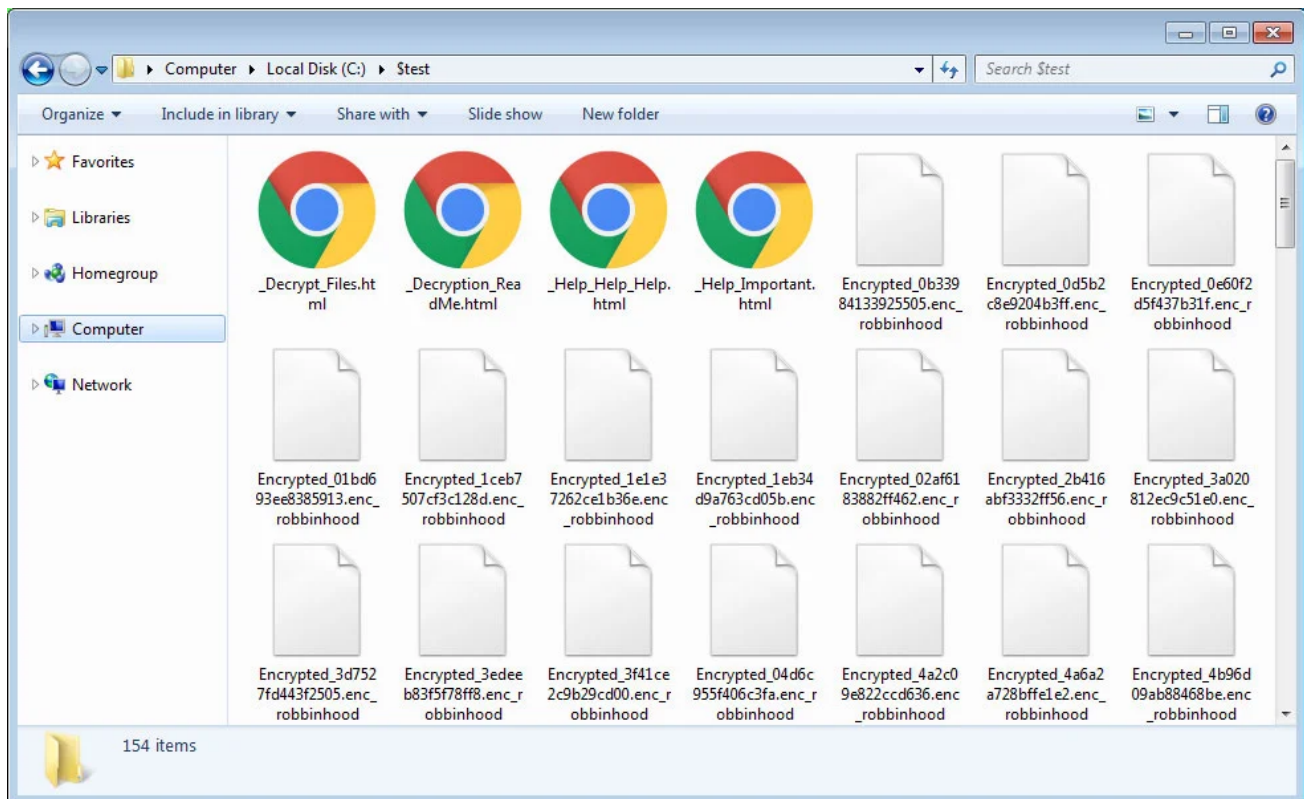 Computer ▸ Local Disk (C:) ▸ $test
Search $test
Organize
Include in library
Share with
Slide show
New folder
Favorites
Libraries
Homegroup
Computer
Network
_Decrypt_Files.ht
ml
_Decryption_Rea
dMe.html
_Help_Help_Help.
html
_Help_Important.
html
Encrypted_0b339
84133925505.enc_
robbinhood
Encrypted_0d5b2
c8e9204b3ff.enc_
robbinhood
Encrypted_0e60f2
d5f437b31f.enc_r
obbinhood
Encrypted_01bd6
93ee8385913.enc_
robbinhood
Encrypted_1ceb7
507cf3c128d.enc_
robbinhood
Encrypted_1e1e3
7262ce1b36e.enc
_robbinhood
Encrypted_1eb34
d9a763cd05b.enc
_robbinhood
Encrypted_02af61
83882ff462.enc_r
obbinhood
Encrypted_2b416
abf3332ff56.enc_r
obbinhood
Encrypted_3a020
812ec9c51e0.enc_
robbinhood
Encrypted_3d752
7fd443f2505.enc_
robbinhood
Encrypted_3edee
b83f5f78ff8.enc_r
obbinhood
Encrypted_3f41ce
2c9b29cd00.enc_r
obbinhood
Encrypted_04d6c
955f406c3fa.enc_r
obbinhood
Encrypted_4a2c0
9e822ccd636.enc
_robbinhood
Encrypted_4a6a2
a728bffe1e2.enc_
robbinhood
Encrypted_4b96d
09ab88468be.enc
_robbinhood
154 items